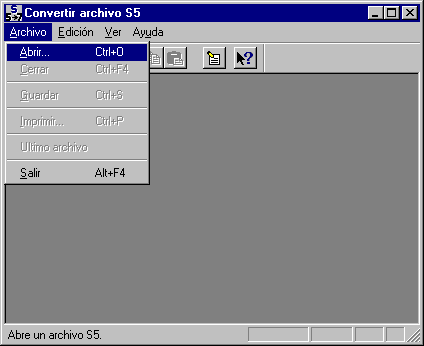 Convertir archivo S5
Archivo Edición Ver Ayuda
Abrir... Ctrl+O
Cerrar Ctrl+F4
Guardar Ctrl+S
Imprimir... Ctrl+P
Ultimo archivo
Salir Alt+F4
Abre un archivo S5.